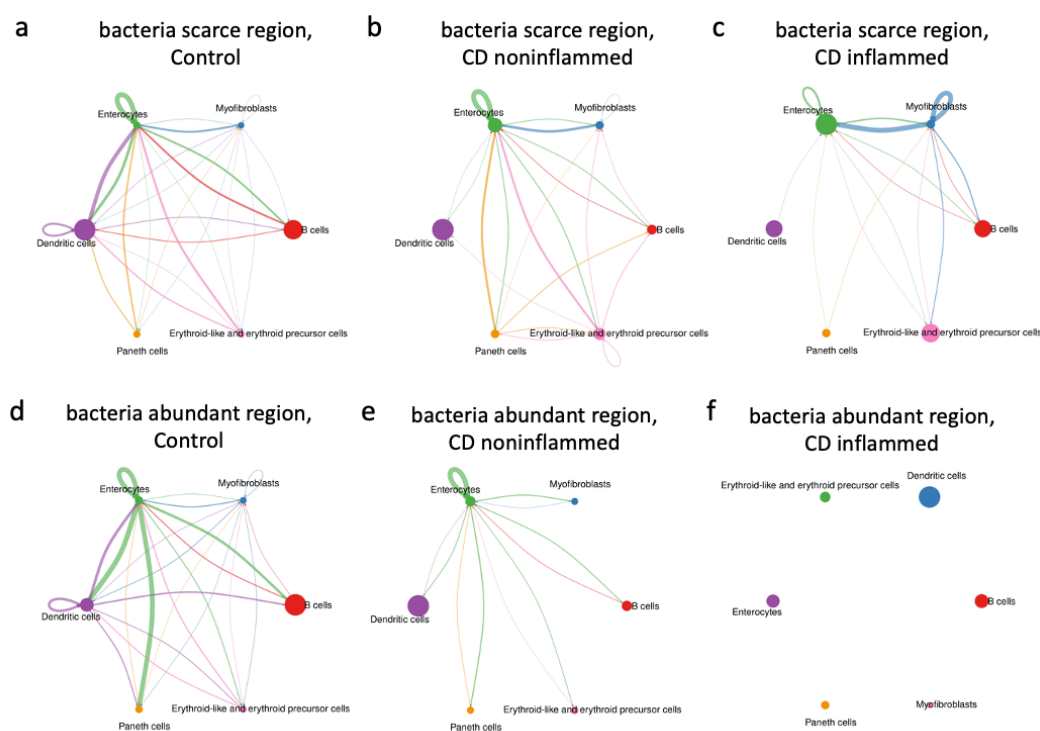 a bacteria scarce region, Control
b bacteria scarce region, CD noninflammed
c bacteria scarce region, CD inflammed
Enterocytes
Myofibroblasts
Dendritic cells
B cells
Paneth cells
Erythroid-like and erythroid precursor cells
Enterocytes
Myofibroblasts
Dendritic cells
B cells
Paneth cells
Erythroid-like and erythroid precursor cells
Enterocytes
Myofibroblasts
Dendritic cells
B cells
Paneth cells
Erythroid-like and erythroid precursor cells
d bacteria abundant region, Control
e bacteria abundant region, CD noninflammed
f bacteria abundant region, CD inflammed
Enterocytes
Myofibroblasts
Dendritic cells
B cells
Paneth cells
Erythroid-like and erythroid precursor cells
Enterocytes
Myofibroblasts
Dendritic cells
B cells
Paneth cells
Erythroid-like and erythroid precursor cells
Erythroid-like and erythroid precursor cells
Dendritic cells
Enterocytes
B cells
Paneth cells
Myofibroblasts